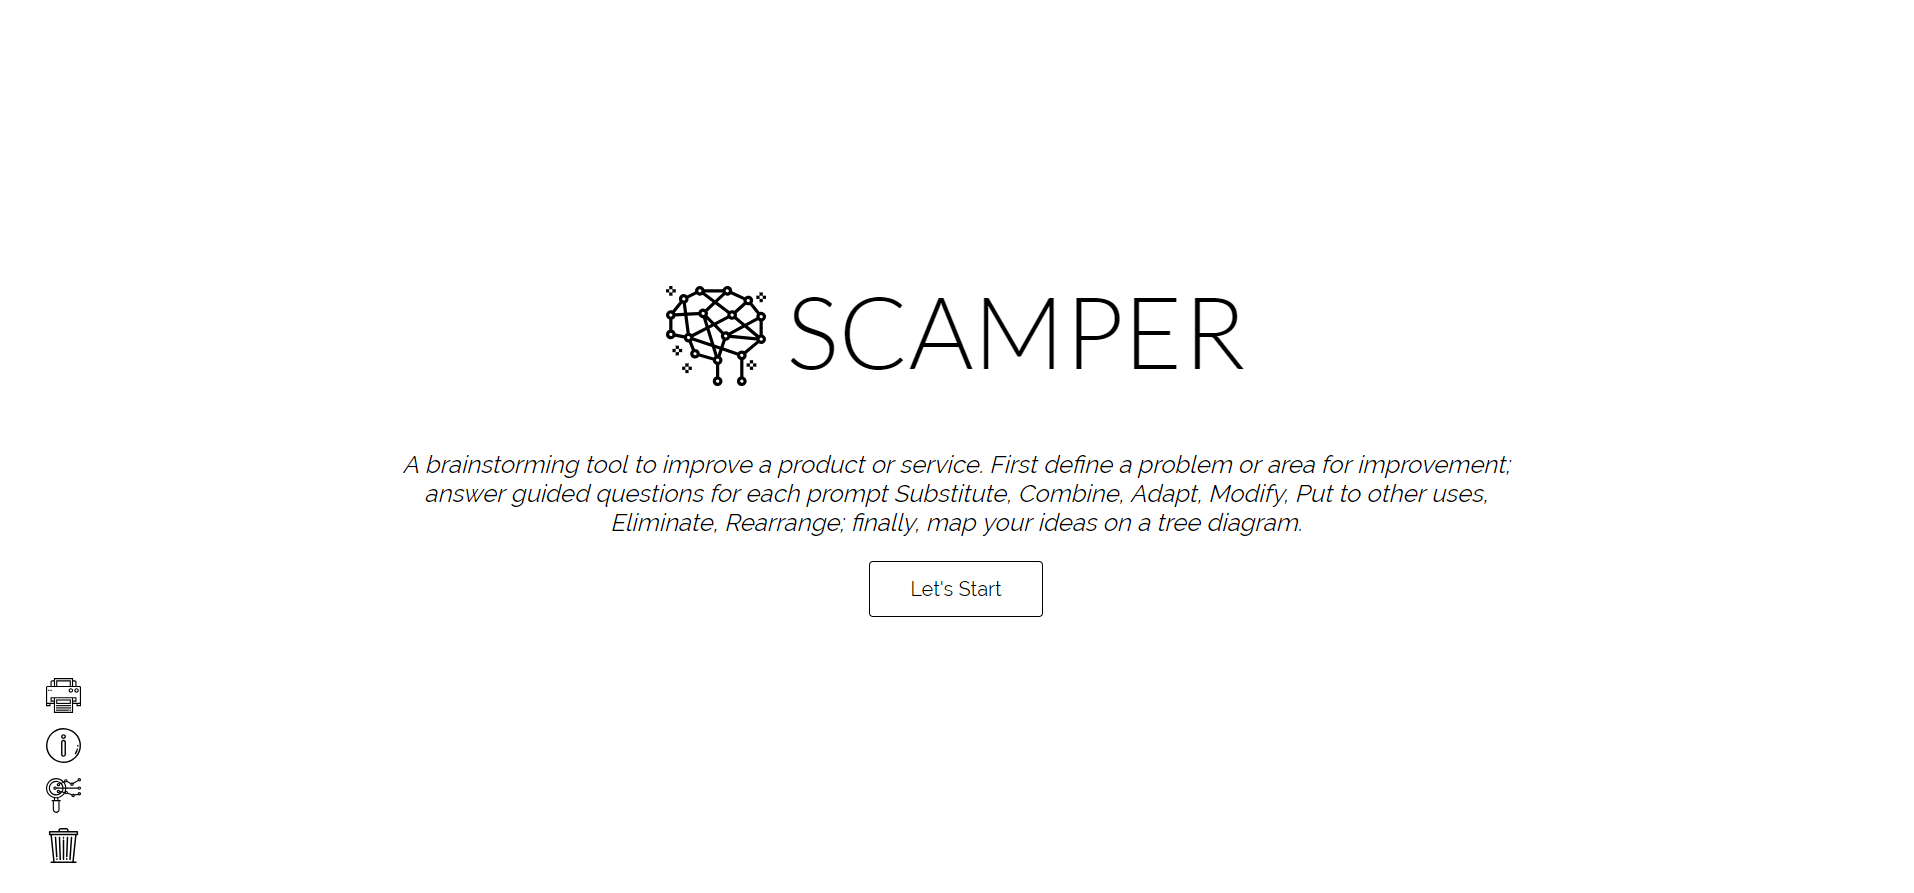 SCAMPER
A brainstorming tool to improve a product or service. First define a problem or area for improvement;
answer guided questions for each prompt Substitute, Combine, Adapt, Modify, Put to other uses,
Eliminate, Rearrange; finally, map your ideas on a tree diagram.
Let's Start